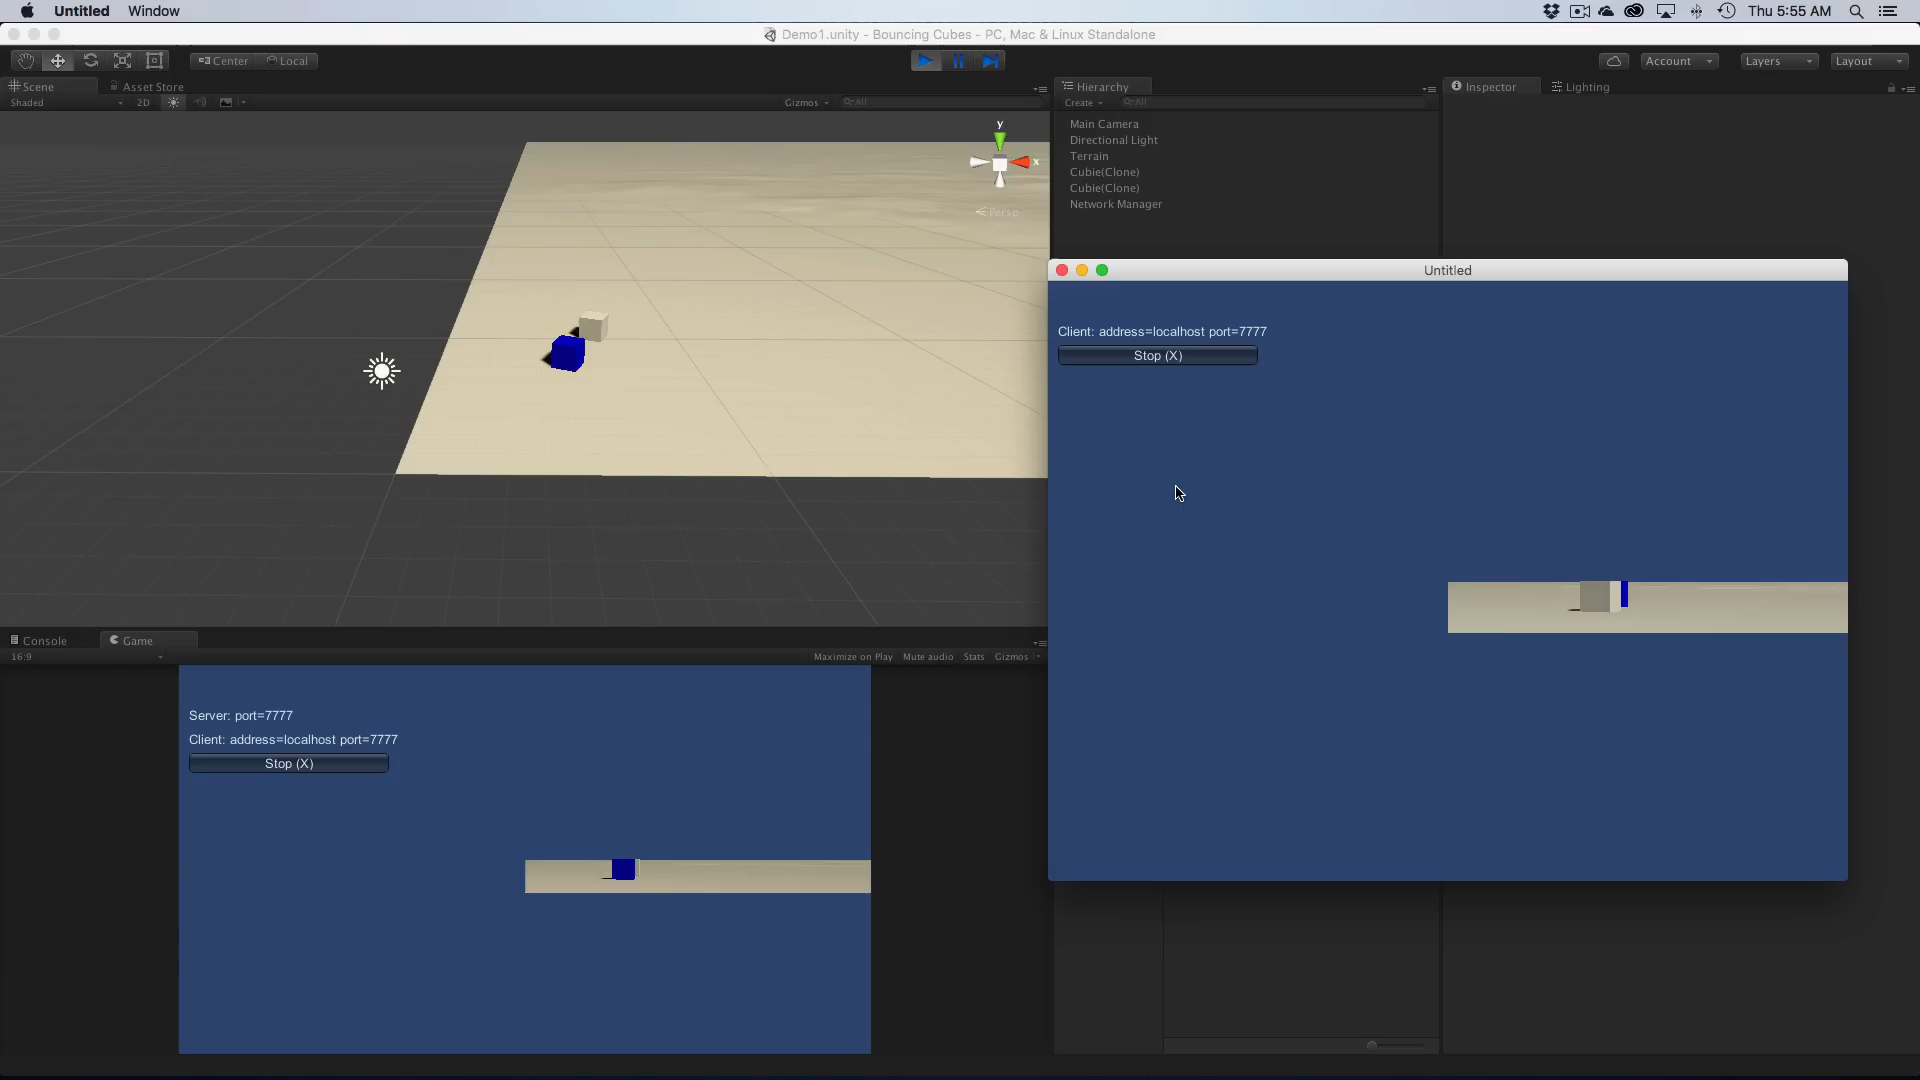 Untitled Window Thu 5:55 AM
Demo1.unity - Bouncing Cubes - PC, Mac & Linux Standalone
Center Local Account Layers Layout
Scene Asset Store Hierarchy Inspector Lighting
Shaded 2D Gizmos All Create All
Main Camera
Directional Light
Terrain
Cubie(Clone)
Cubie(Clone)
Network Manager
y
x
Persp
Untitled
Client: address=localhost port=7777
Stop (X)
Console Game
16:9 Maximize on Play Mute audio Stats Gizmos
Server: port=7777
Client: address=localhost port=7777
Stop (X)